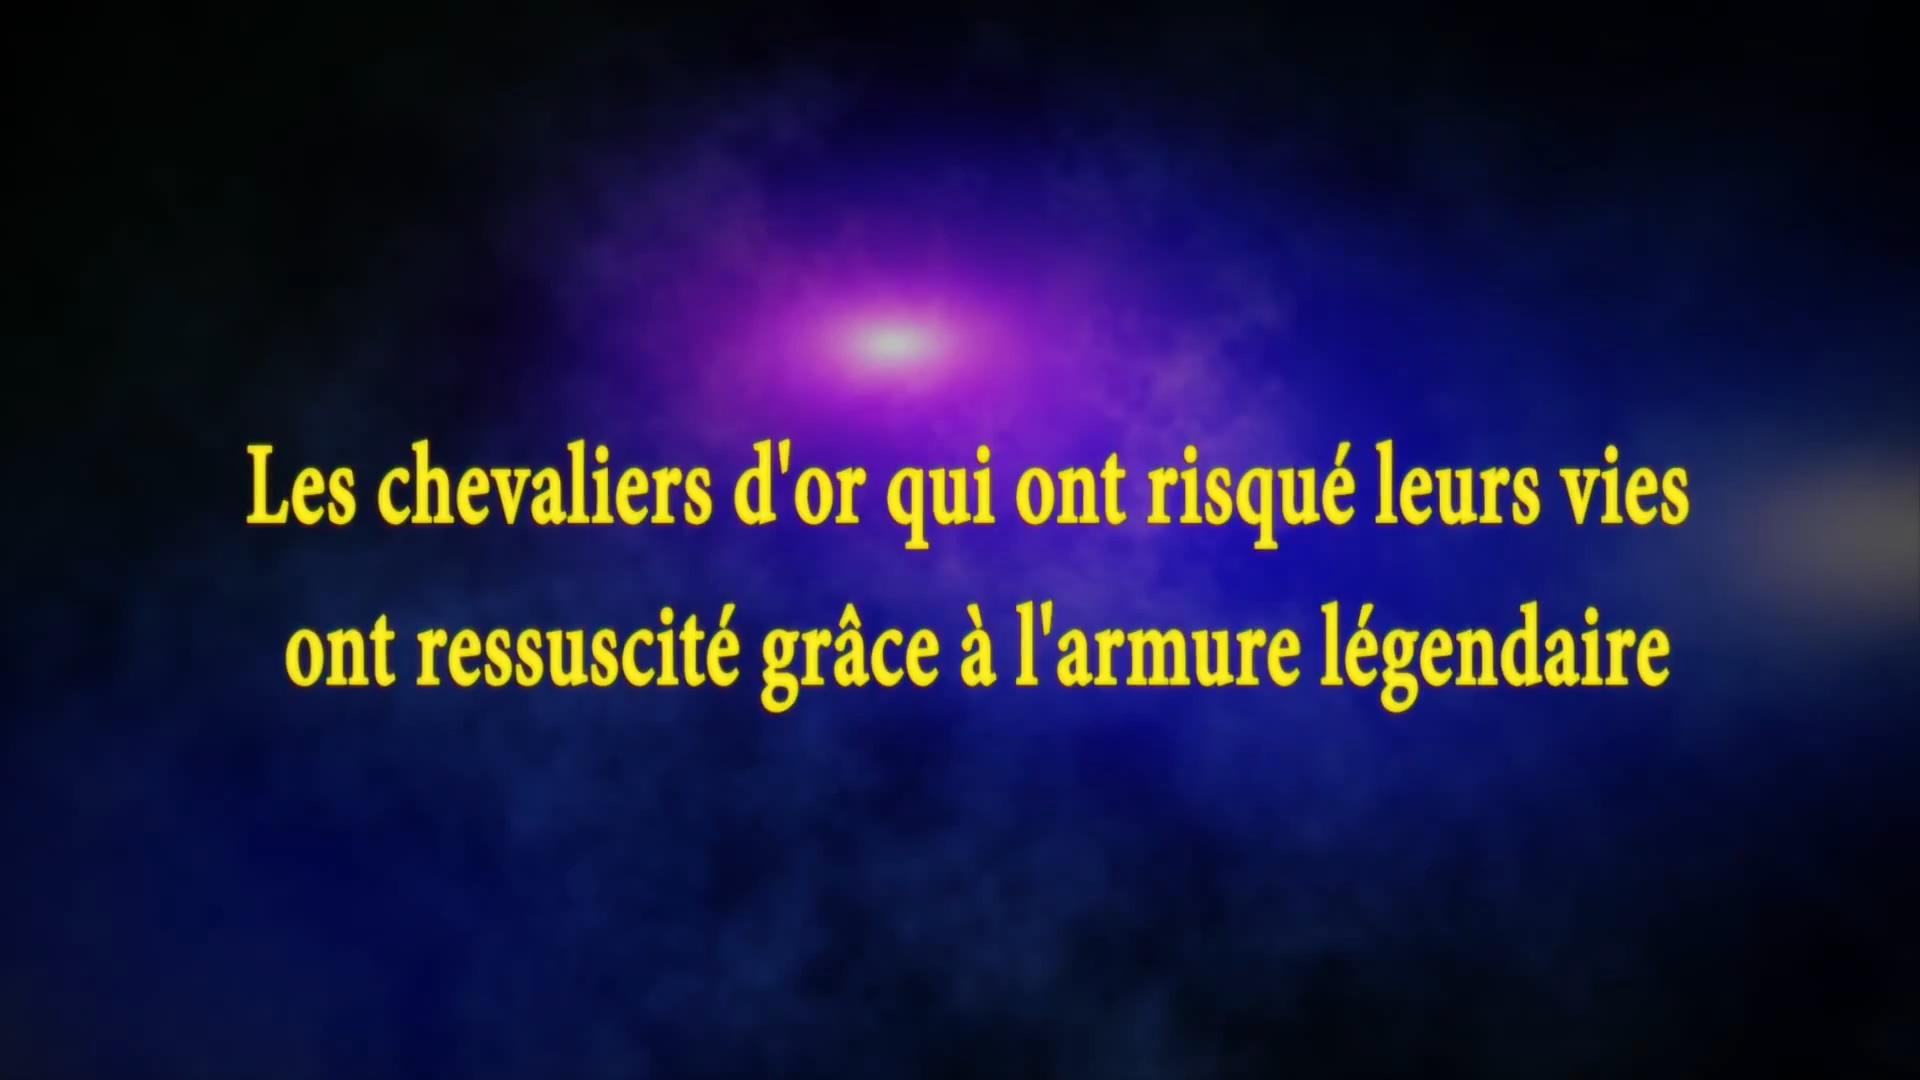 Les chevaliers d'or qui ont risqué leurs vies
ont ressuscité grâce à l'armure légendaire